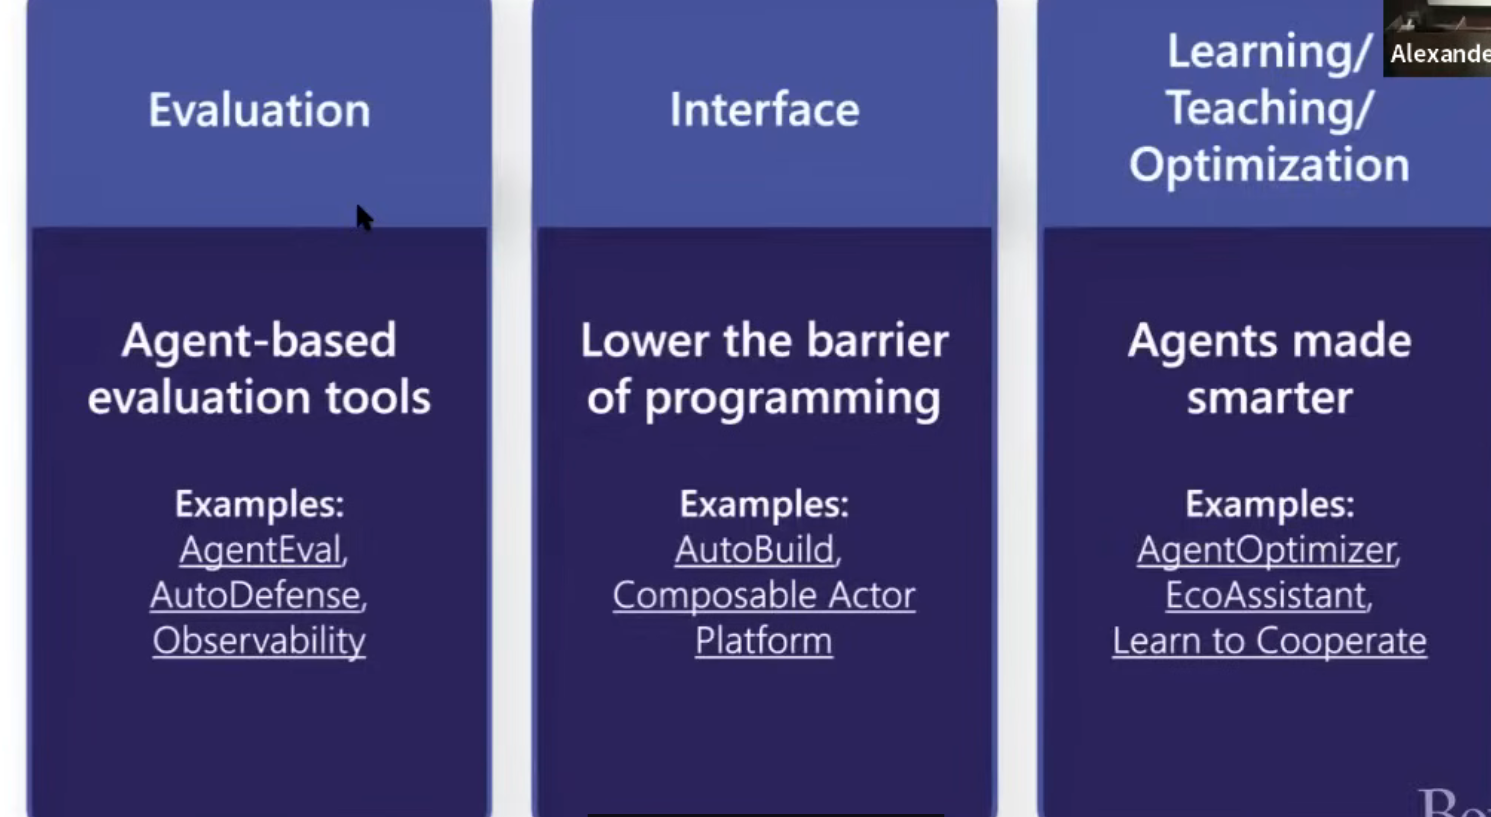 Evaluation
Agent-based
evaluation tools
Examples:
AgentEval,
AutoDefense,
Observability
Interface
Lower the barrier
of programming
Examples:
AutoBuild,
Composable Actor
Platform
Learning/
Teaching/
Optimization
Agents made
smarter
Examples:
AgentOptimizer,
EcoAssistant,
Learn to Cooperate
Alexande